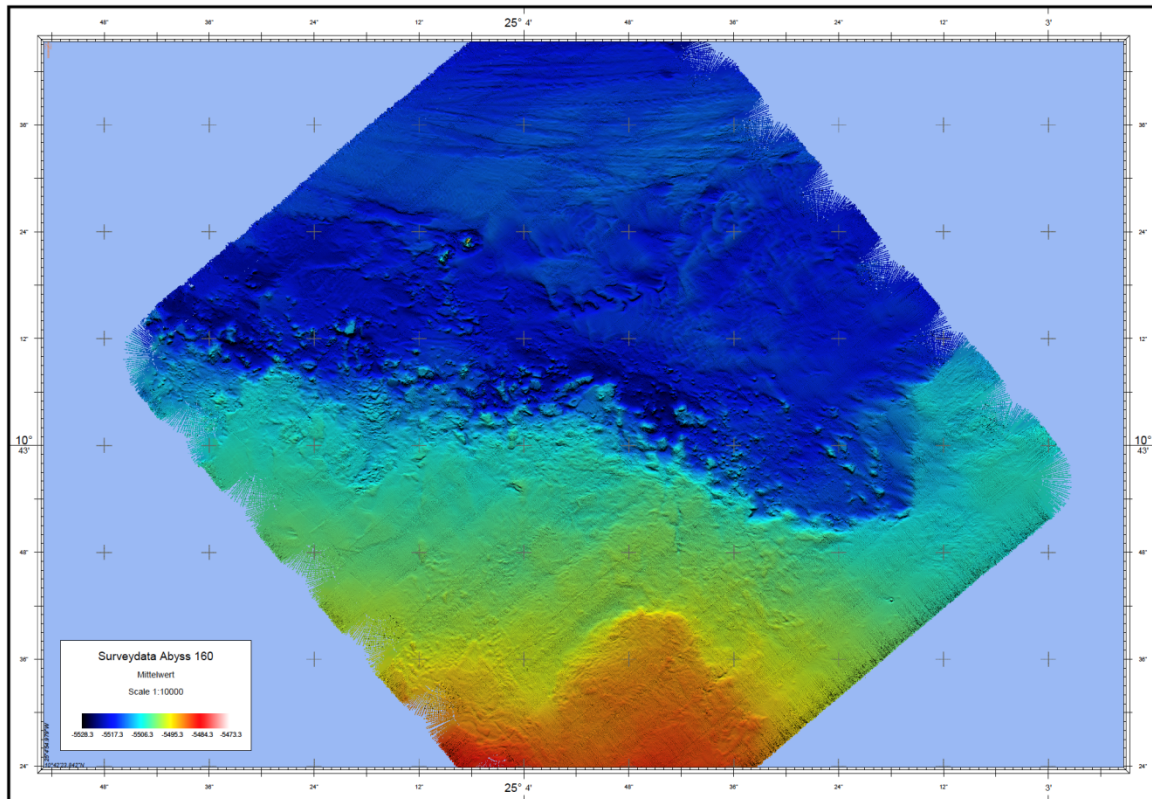 48' 36' 24' 12' 25° 4' 48' 36' 24' 12' 3'
36' 36'
24' 24'
12' 12'
10° 10°
43' 43'
48' 48'
36' 36'
24' 24'
Surveydata Abyss 160
Mittelwert
Scale 1:10000
-5528.3 -5517.3 -5506.3 -5495.3 -5484.3 -5473.3
48' 36' 24' 12' 25° 4' 48' 36' 24' 12' 3'